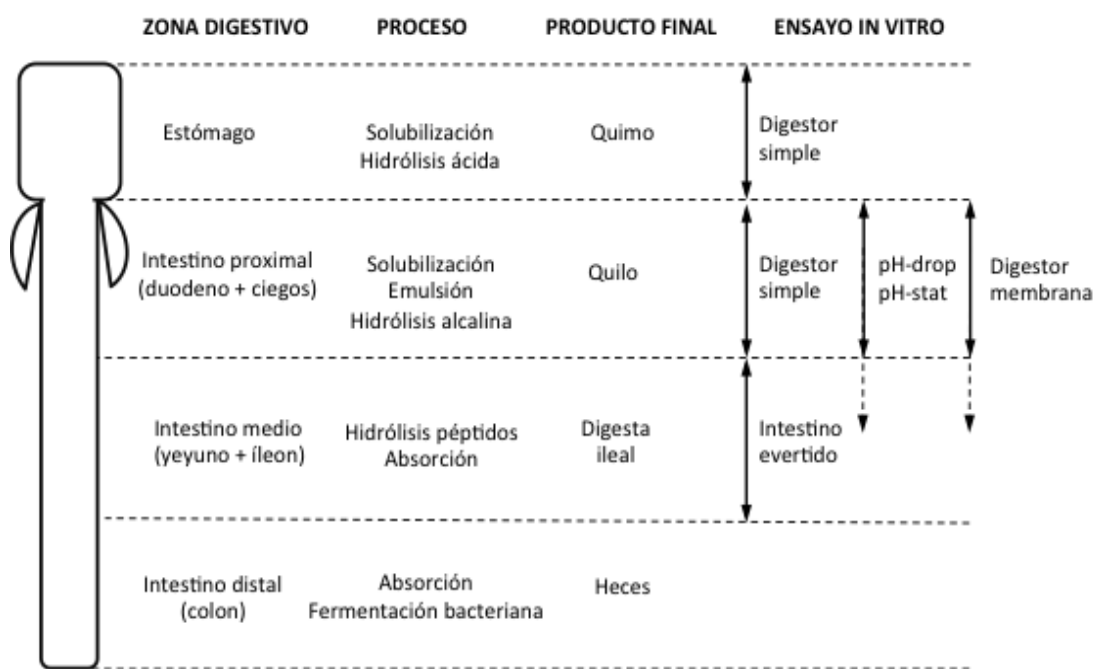 ZONA DIGESTIVO PROCESO PRODUCTO FINAL ENSAYO IN VITRO
Estómago
Solubilización
Hidrólisis ácida
Quimo
Digestor
simple
Intestino proximal
(duodeno + ciegos)
Solubilización
Emulsión
Hidrólisis alcalina
Quilo
Digestor
simple
pH-drop
pH-stat
Digestor
membrana
Intestino medio
(yeyuno + íleon)
Hidrólisis péptidos
Absorción
Digesta
ileal
Intestino
evertido
Intestino distal
(colon)
Absorción
Fermentación bacteriana
Heces